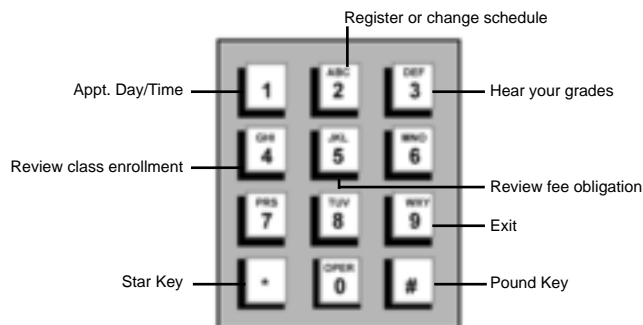 Register or change schedule
ABC DEF
Appt. Day/Time 1 2 3 Hear your grades
GHI JKL MNO
4 5 6
Review class enrollment
Review fee obligation
PRS TUV WXY
7 8 9 Exit
OPER
Star Key * 0 # Pound Key